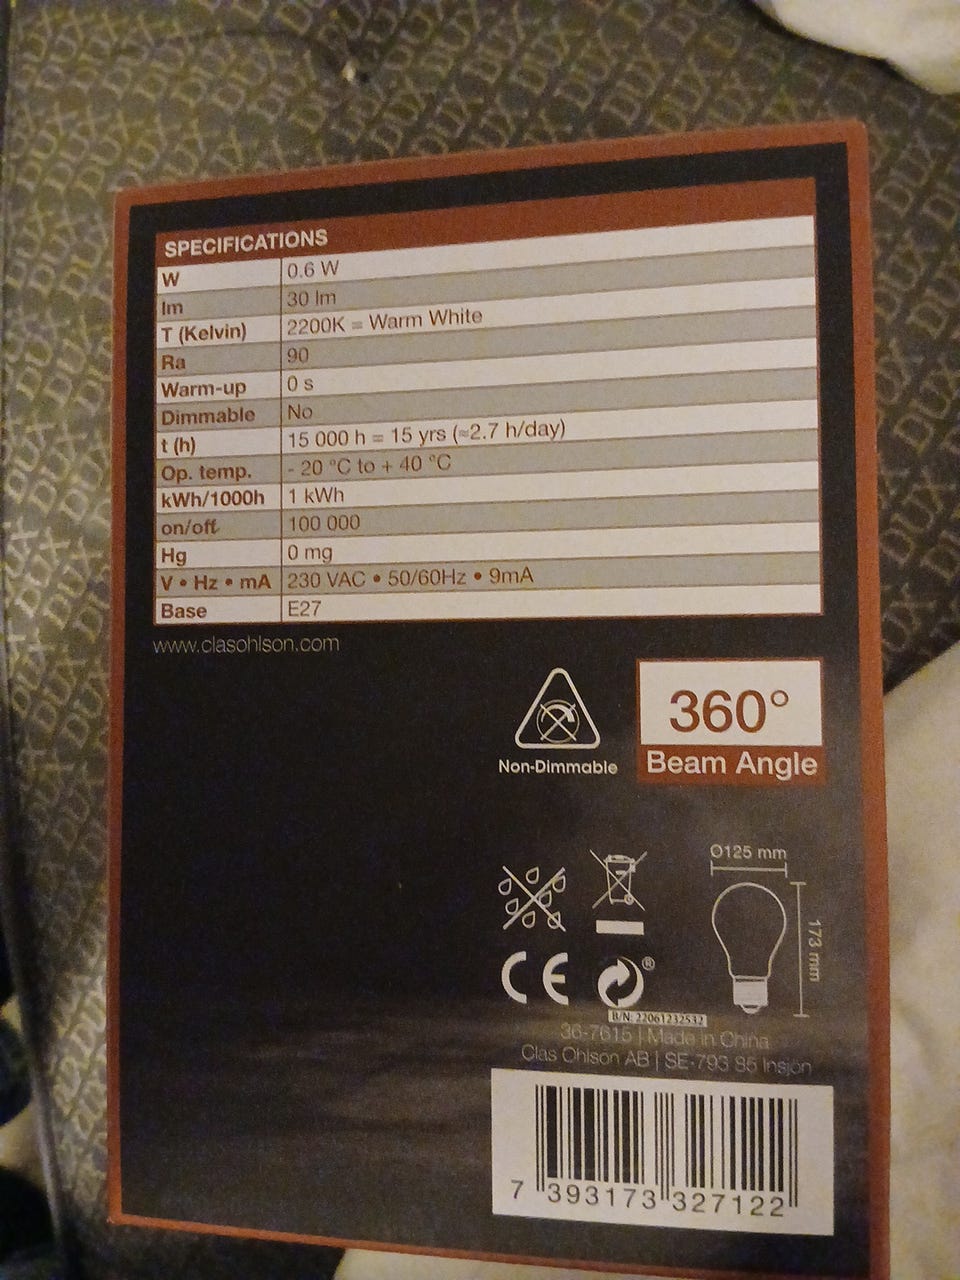 SPECIFICATIONS
W 0.6 W
lm 30 lm
T (Kelvin) 2200K = Warm White
Ra 90
Warm-up 0 s
Dimmable No
t (h) 15 000 h = 15 yrs (≈2.7 h/day)
Op. temp. - 20 °C to + 40 °C
kWh/1000h 1 kWh
on/off 100 000
Hg 0 mg
V • Hz • mA 230 VAC • 50/60Hz • 9mA
Base E27
www.clasohlson.com
Non-Dimmable
360°
Beam Angle
Ø125 mm
173 mm
CE
®
B/N: 22061232532
36-7615 | Made in China
Clas Ohlson AB | SE-793 85 Insjön
7 393173 327122